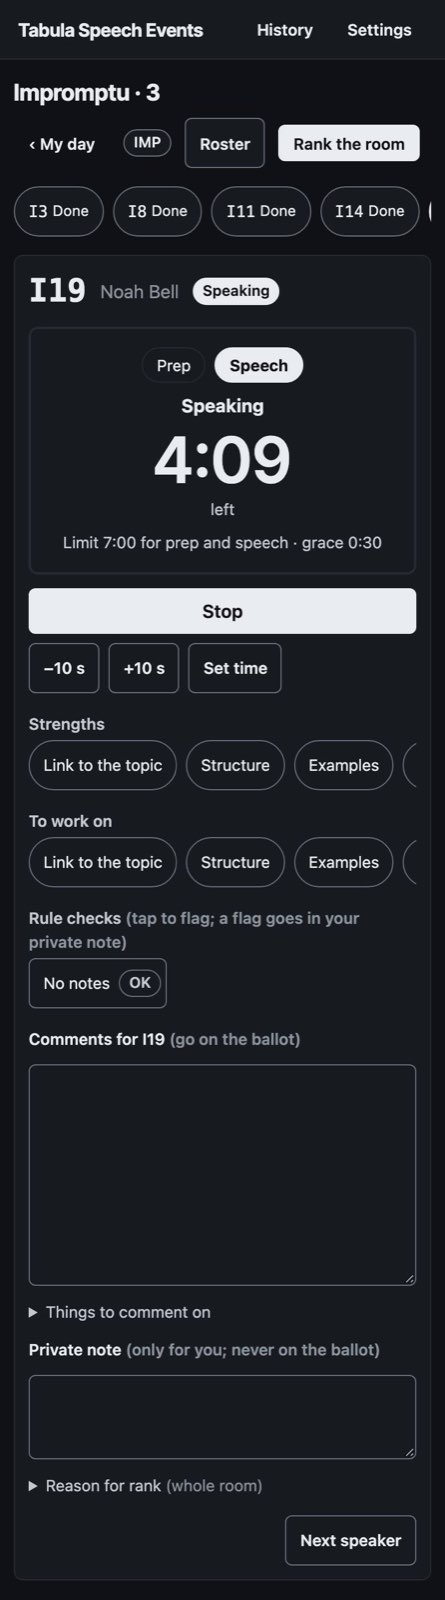 Tabula Speech Events History Settings
Impromptu · 3
‹ My day IMP Roster Rank the room
I3 Done I8 Done I11 Done I14 Done
I19 Noah Bell Speaking
Prep Speech
Speaking
4:09
left
Limit 7:00 for prep and speech · grace 0:30
Stop
−10 s +10 s Set time
Strengths
Link to the topic Structure Examples
To work on
Link to the topic Structure Examples
Rule checks (tap to flag; a flag goes in your
private note)
No notes OK
Comments for I19 (go on the ballot)
▶ Things to comment on
Private note (only for you; never on the ballot)
▶ Reason for rank (whole room)
Next speaker